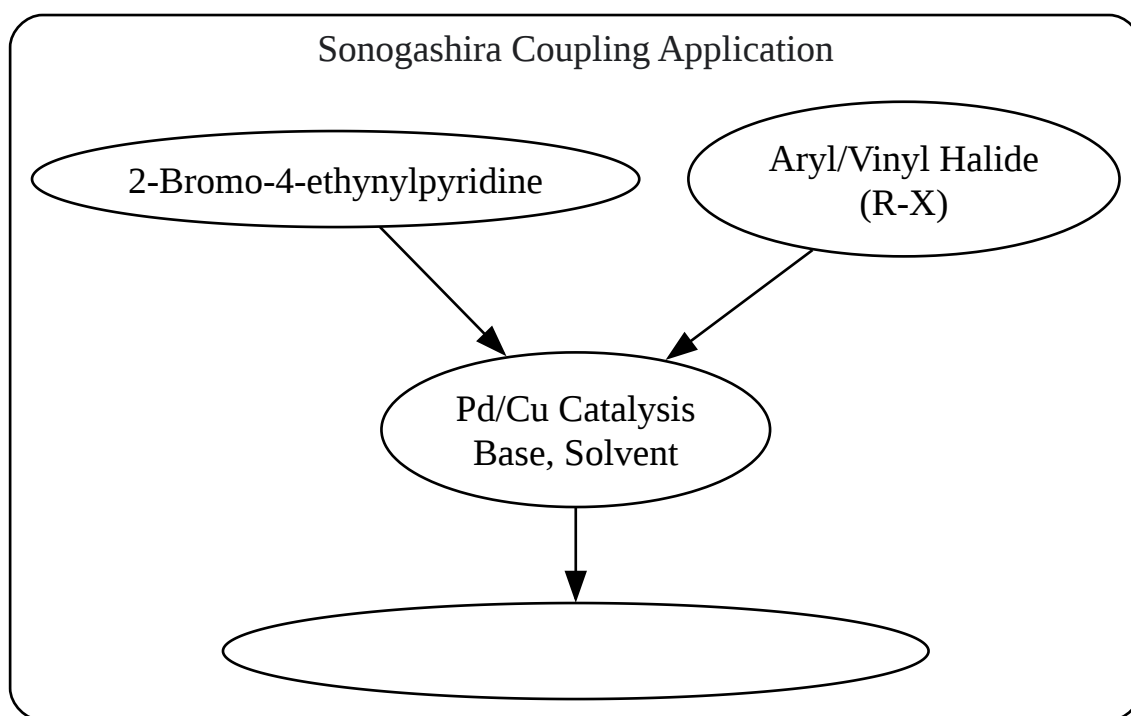 Sonogashira Coupling Application
2-Bromo-4-ethynylpyridine
Aryl/Vinyl Halide
(R-X)
Pd/Cu Catalysis
Base, Solvent